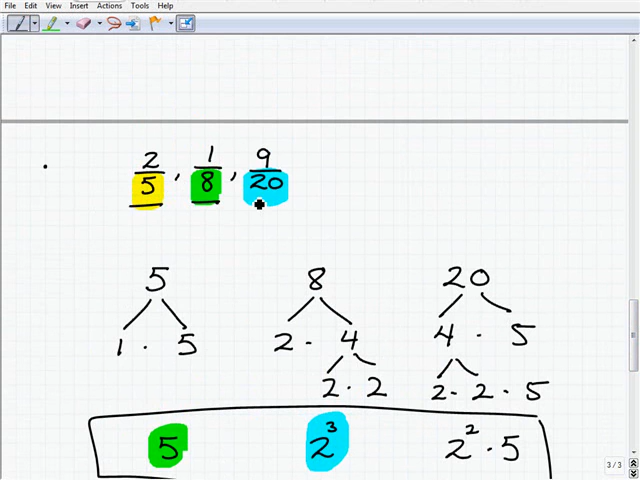 File Edit View Insert Actions Tools Help
2/5 , 1/8 , 9/20
5 8 20
1 · 5 2 · 4 4 · 5
2 · 2 2 · 2 · 5
5 2³ 2² · 5
3 / 3